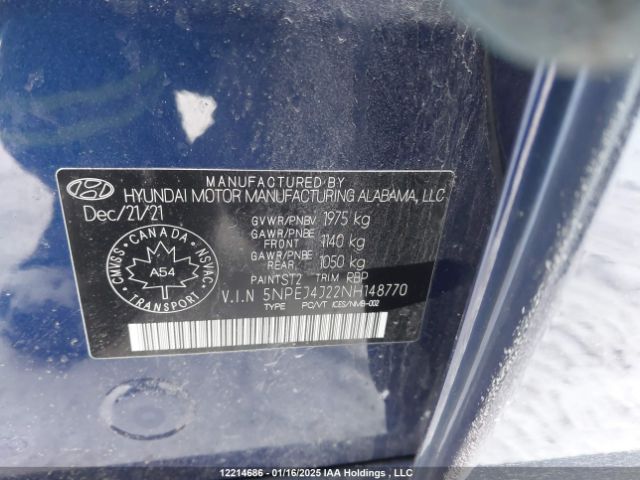 MANUFACTURED BY
HYUNDAI MOTOR MANUFACTURING ALABAMA, LLC
Dec/21/21
GVWR/PNBV 1975 kg
GAWR/PNBE FRONT 1140 kg
GAWR/PNBE REAR 1050 kg
PAINT ST2 TRIM RBP
CANADA
CMVSS NSVAC
A54
TRANSPORT
V.I.N 5NPEJ4J22NH148770
TYPE PC/VT ICES/NMB-002
12214686 - 01/16/2025 IAA Holdings , LLC